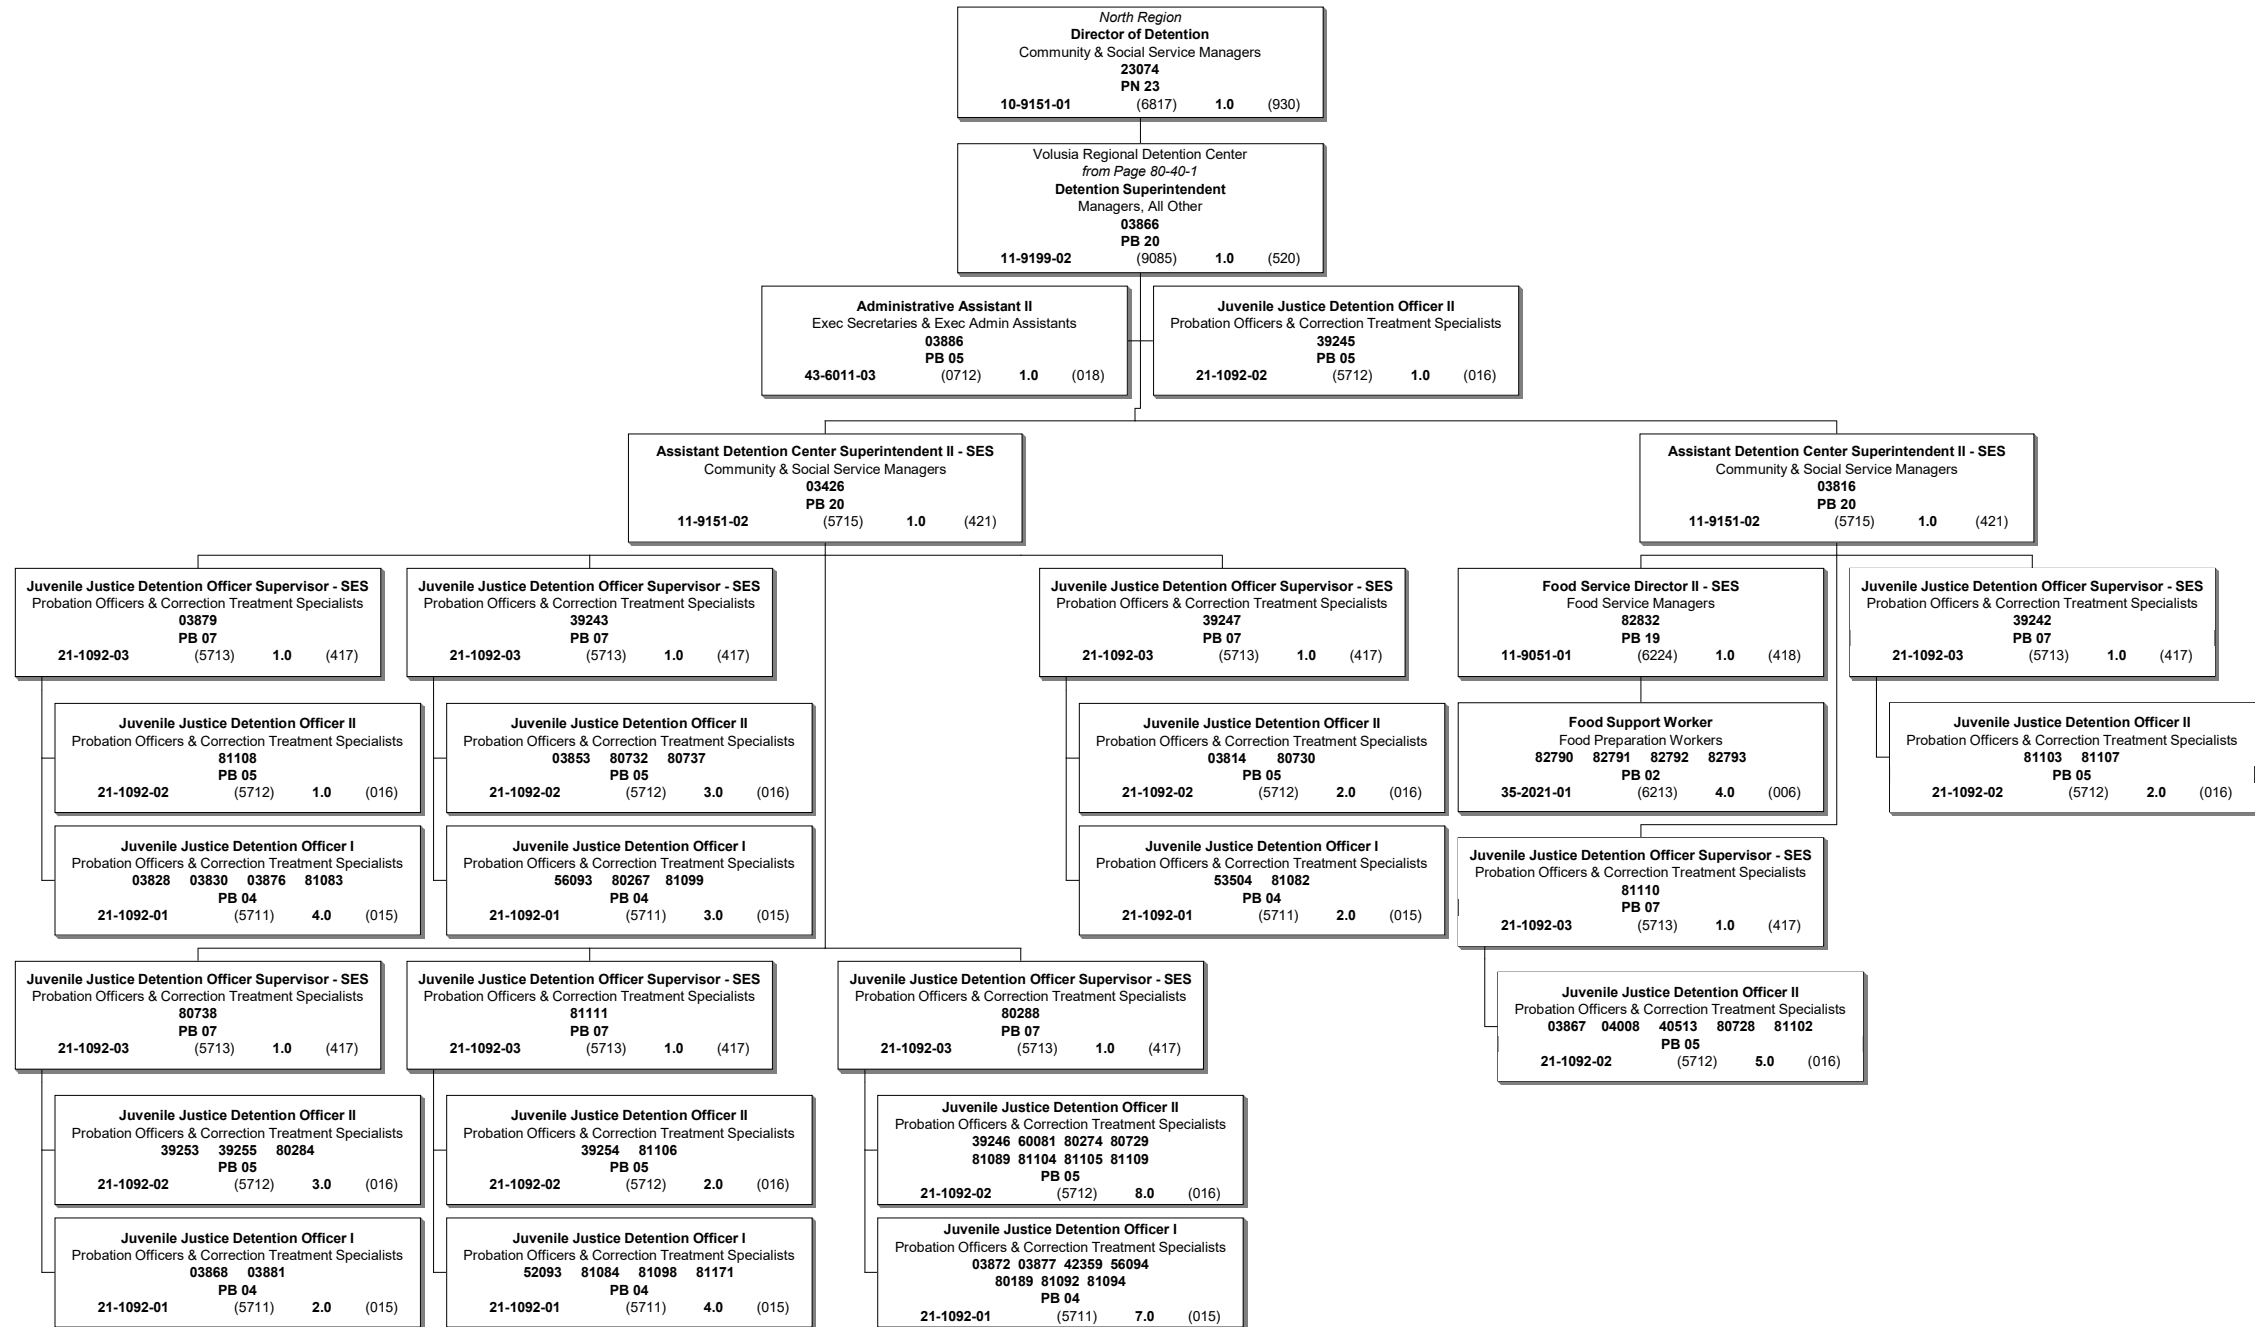 North Region
Director of Detention
Community & Social Service Managers
23074
PN 23
10-9151-01 (6817) 1.0 (930)
Volusia Regional Detention Center
from Page 80-40-1
Detention Superintendent
Managers, All Other
03866
PB 20
11-9199-02 (9085) 1.0 (520)
Administrative Assistant II
Exec Secretaries & Exec Admin Assistants
03886
PB 05
43-6011-03 (0712) 1.0 (018)
Juvenile Justice Detention Officer II
Probation Officers & Correction Treatment Specialists
39245
PB 05
21-1092-02 (5712) 1.0 (016)
Assistant Detention Center Superintendent II - SES
Community & Social Service Managers
03426
PB 20
11-9151-02 (5715) 1.0 (421)
Assistant Detention Center Superintendent II - SES
Community & Social Service Managers
03816
PB 20
11-9151-02 (5715) 1.0 (421)
Juvenile Justice Detention Officer Supervisor - SES
Probation Officers & Correction Treatment Specialists
03879
PB 07
21-1092-03 (5713) 1.0 (417)
Juvenile Justice Detention Officer Supervisor - SES
Probation Officers & Correction Treatment Specialists
39243
PB 07
21-1092-03 (5713) 1.0 (417)
Juvenile Justice Detention Officer Supervisor - SES
Probation Officers & Correction Treatment Specialists
39247
PB 07
21-1092-03 (5713) 1.0 (417)
Food Service Director II - SES
Food Service Managers
82832
PB 19
11-9051-01 (6224) 1.0 (418)
Juvenile Justice Detention Officer Supervisor - SES
Probation Officers & Correction Treatment Specialists
39242
PB 07
21-1092-03 (5713) 1.0 (417)
Juvenile Justice Detention Officer II
Probation Officers & Correction Treatment Specialists
81108
PB 05
21-1092-02 (5712) 1.0 (016)
Juvenile Justice Detention Officer II
Probation Officers & Correction Treatment Specialists
03853 80732 80737
PB 05
21-1092-02 (5712) 3.0 (016)
Juvenile Justice Detention Officer II
Probation Officers & Correction Treatment Specialists
03814 80730
PB 05
21-1092-02 (5712) 2.0 (016)
Food Support Worker
Food Preparation Workers
82790 82791 82792 82793
PB 02
35-2021-01 (6213) 4.0 (006)
Juvenile Justice Detention Officer II
Probation Officers & Correction Treatment Specialists
81103 81107
PB 05
21-1092-02 (5712) 2.0 (016)
Juvenile Justice Detention Officer I
Probation Officers & Correction Treatment Specialists
03828 03830 03876 81083
PB 04
21-1092-01 (5711) 4.0 (015)
Juvenile Justice Detention Officer I
Probation Officers & Correction Treatment Specialists
56093 80267 81099
PB 04
21-1092-01 (5711) 3.0 (015)
Juvenile Justice Detention Officer I
Probation Officers & Correction Treatment Specialists
53504 81082
PB 04
21-1092-01 (5711) 2.0 (015)
Juvenile Justice Detention Officer Supervisor - SES
Probation Officers & Correction Treatment Specialists
81110
PB 07
21-1092-03 (5713) 1.0 (417)
Juvenile Justice Detention Officer Supervisor - SES
Probation Officers & Correction Treatment Specialists
80738
PB 07
21-1092-03 (5713) 1.0 (417)
Juvenile Justice Detention Officer Supervisor - SES
Probation Officers & Correction Treatment Specialists
81111
PB 07
21-1092-03 (5713) 1.0 (417)
Juvenile Justice Detention Officer Supervisor - SES
Probation Officers & Correction Treatment Specialists
80288
PB 07
21-1092-03 (5713) 1.0 (417)
Juvenile Justice Detention Officer II
Probation Officers & Correction Treatment Specialists
03867 04008 40513 80728 81102
PB 05
21-1092-02 (5712) 5.0 (016)
Juvenile Justice Detention Officer II
Probation Officers & Correction Treatment Specialists
39253 39255 80284
PB 05
21-1092-02 (5712) 3.0 (016)
Juvenile Justice Detention Officer II
Probation Officers & Correction Treatment Specialists
39254 81106
PB 05
21-1092-02 (5712) 2.0 (016)
Juvenile Justice Detention Officer II
Probation Officers & Correction Treatment Specialists
39246 60081 80274 80729
81089 81104 81105 81109
PB 05
21-1092-02 (5712) 8.0 (016)
Juvenile Justice Detention Officer I
Probation Officers & Correction Treatment Specialists
03868 03881
PB 04
21-1092-01 (5711) 2.0 (015)
Juvenile Justice Detention Officer I
Probation Officers & Correction Treatment Specialists
52093 81084 81098 81171
PB 04
21-1092-01 (5711) 4.0 (015)
Juvenile Justice Detention Officer I
Probation Officers & Correction Treatment Specialists
03872 03877 42359 56094
80189 81092 81094
PB 04
21-1092-01 (5711) 7.0 (015)